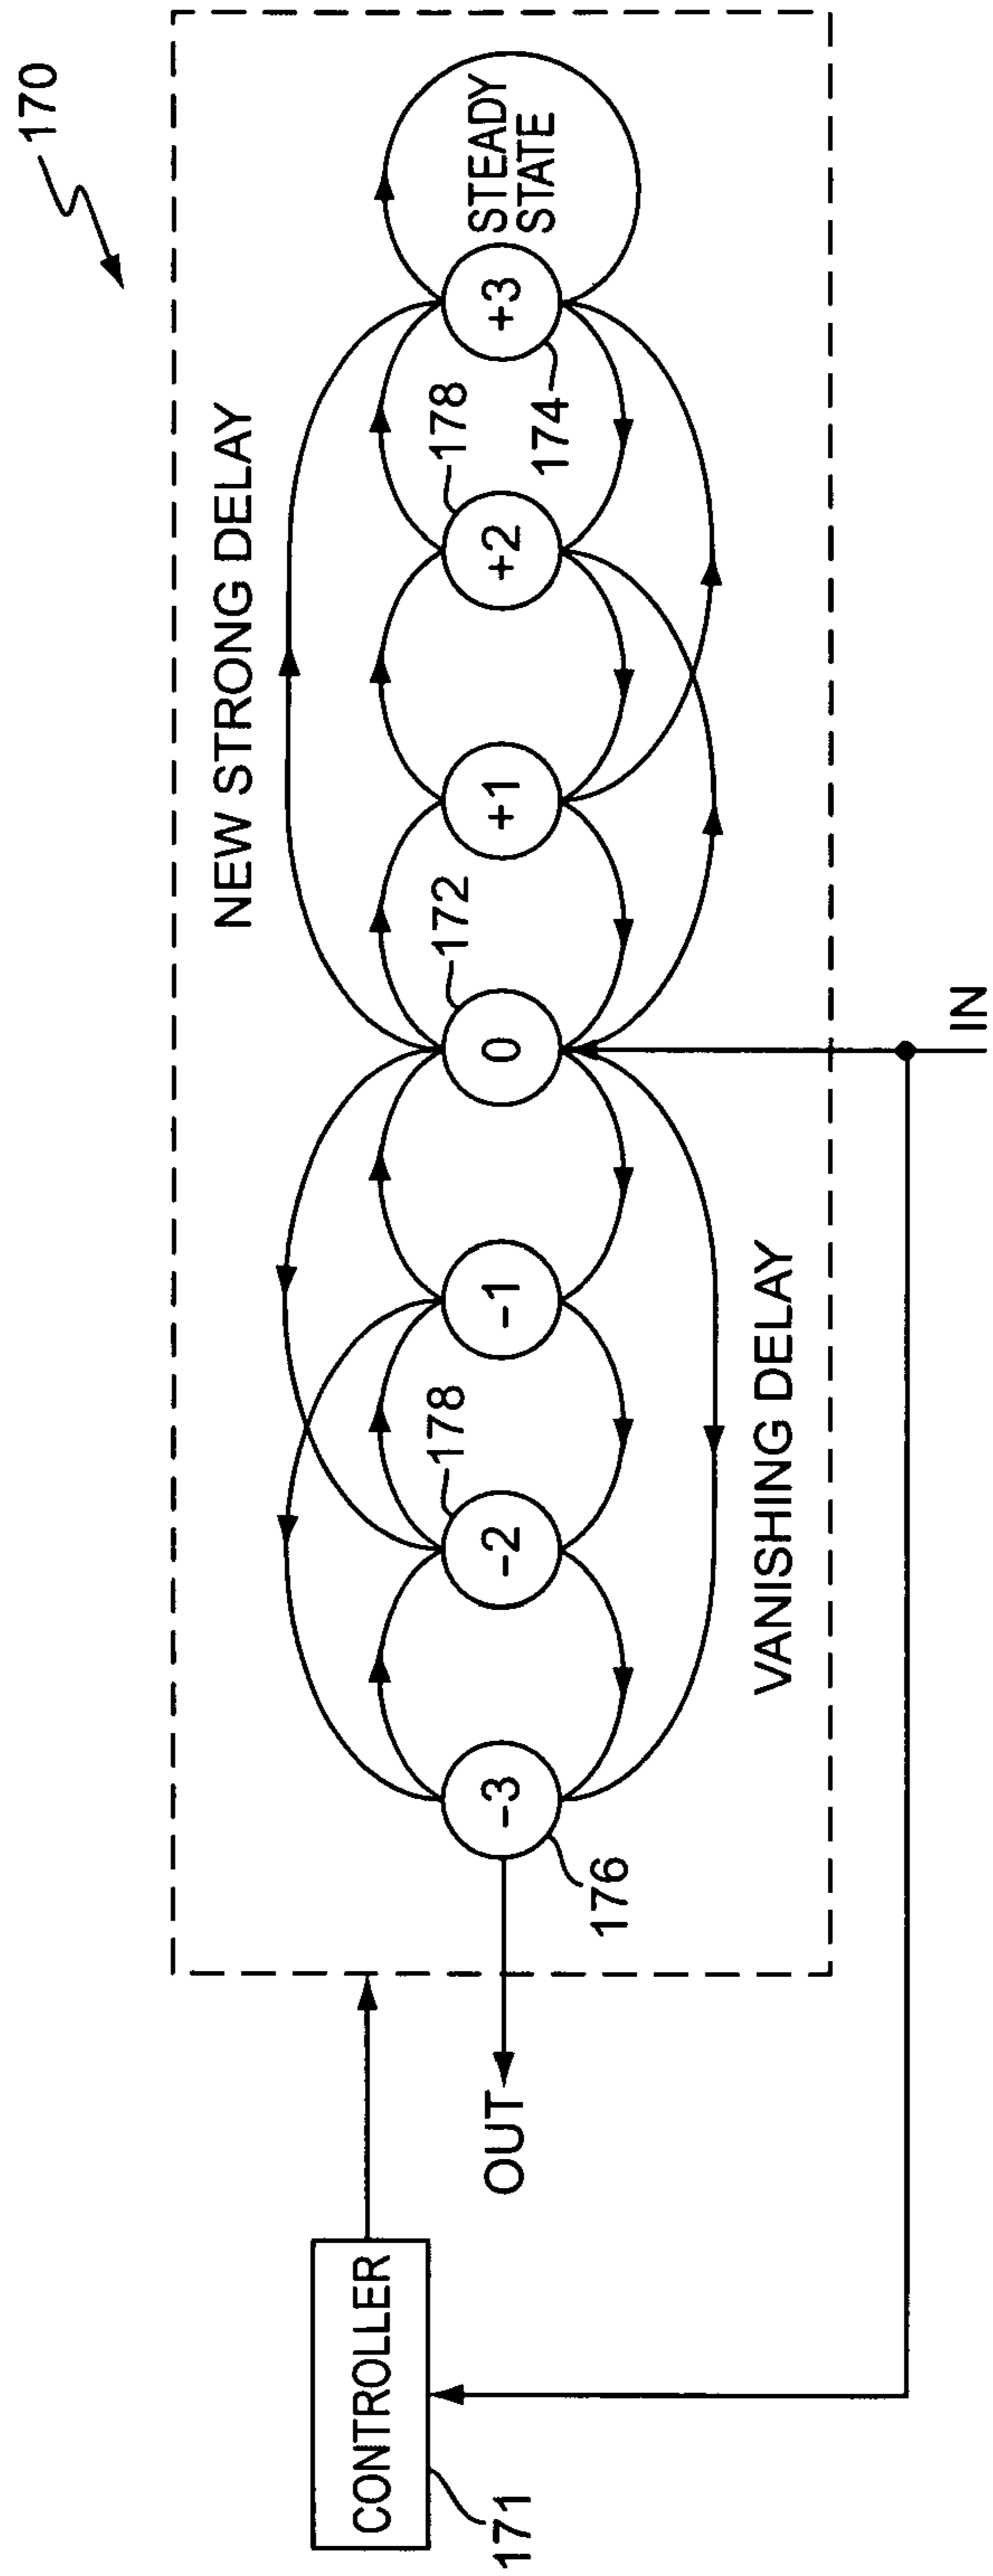 170
NEW STRONG DELAY
178
172
178
-3
-2
-1
0
+1
+2
+3
STEADY
STATE
176
174
OUT
CONTROLLER
171
VANISHING DELAY
IN